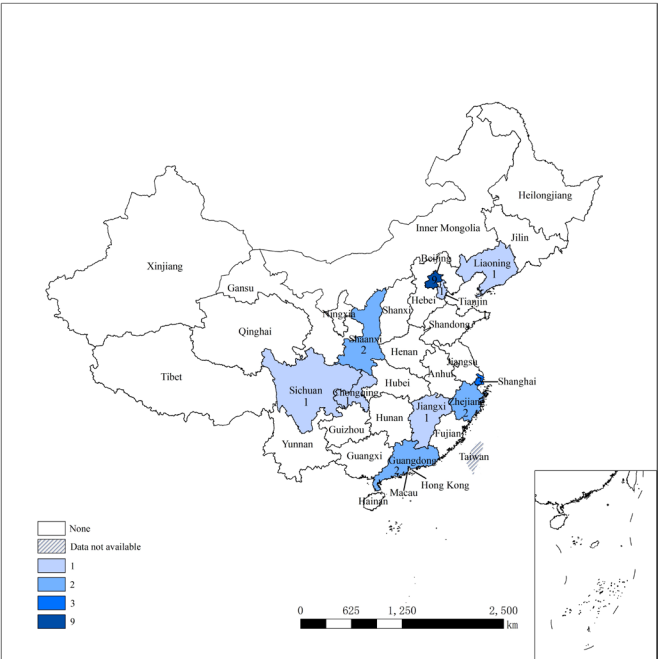 Heilongjiang
Inner Mongolia
Jilin
Beijing
Liaoning
1
Xinjiang
Gansu
Tianjin
Hebei
Ningxia
Shanxi
Shandong
Qinghai
Shaanxi
2
Henan
Jiangsu
Anhui
Tibet
Shanghai
Hubei
Sichuan
1
Chongqing
1
Zhejiang
2
Jiangxi
1
Hunan
Guizhou
Fujian
Yunnan
Guangxi
Taiwan
Guangdong
2
Hong Kong
Macau
Hainan
None
Data not available
1
2
3
9
0 625 1,250 2,500
km